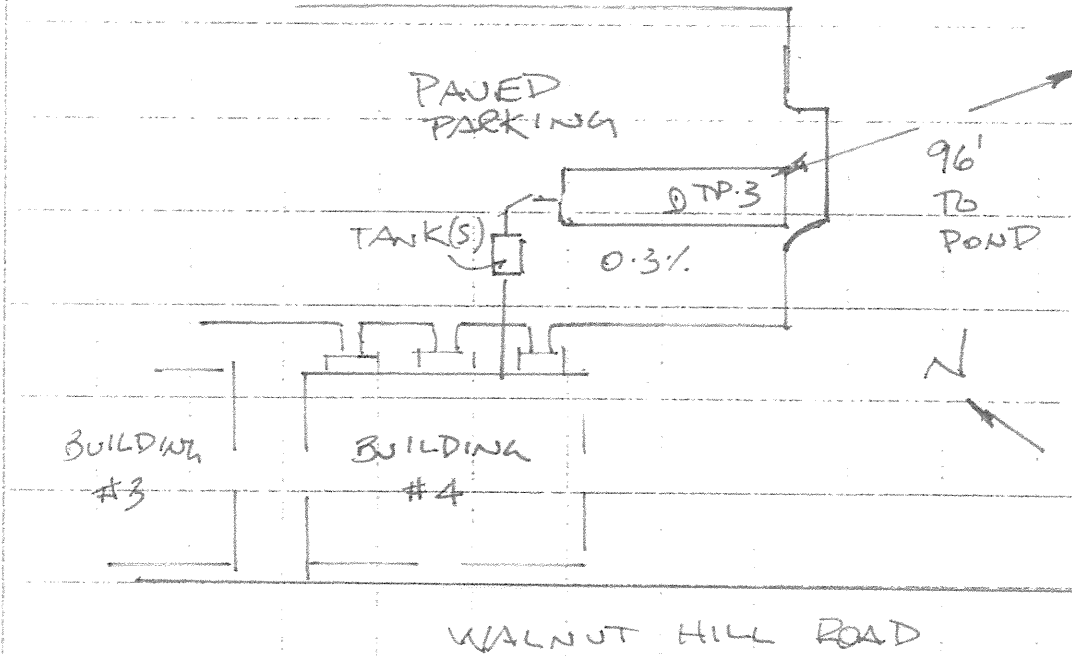 PAVED
PARKING
96'
TO
POND
TP.3
TANK(S)
0.3%
N
BUILDING
#3
BUILDING
#4
WALNUT HILL ROAD